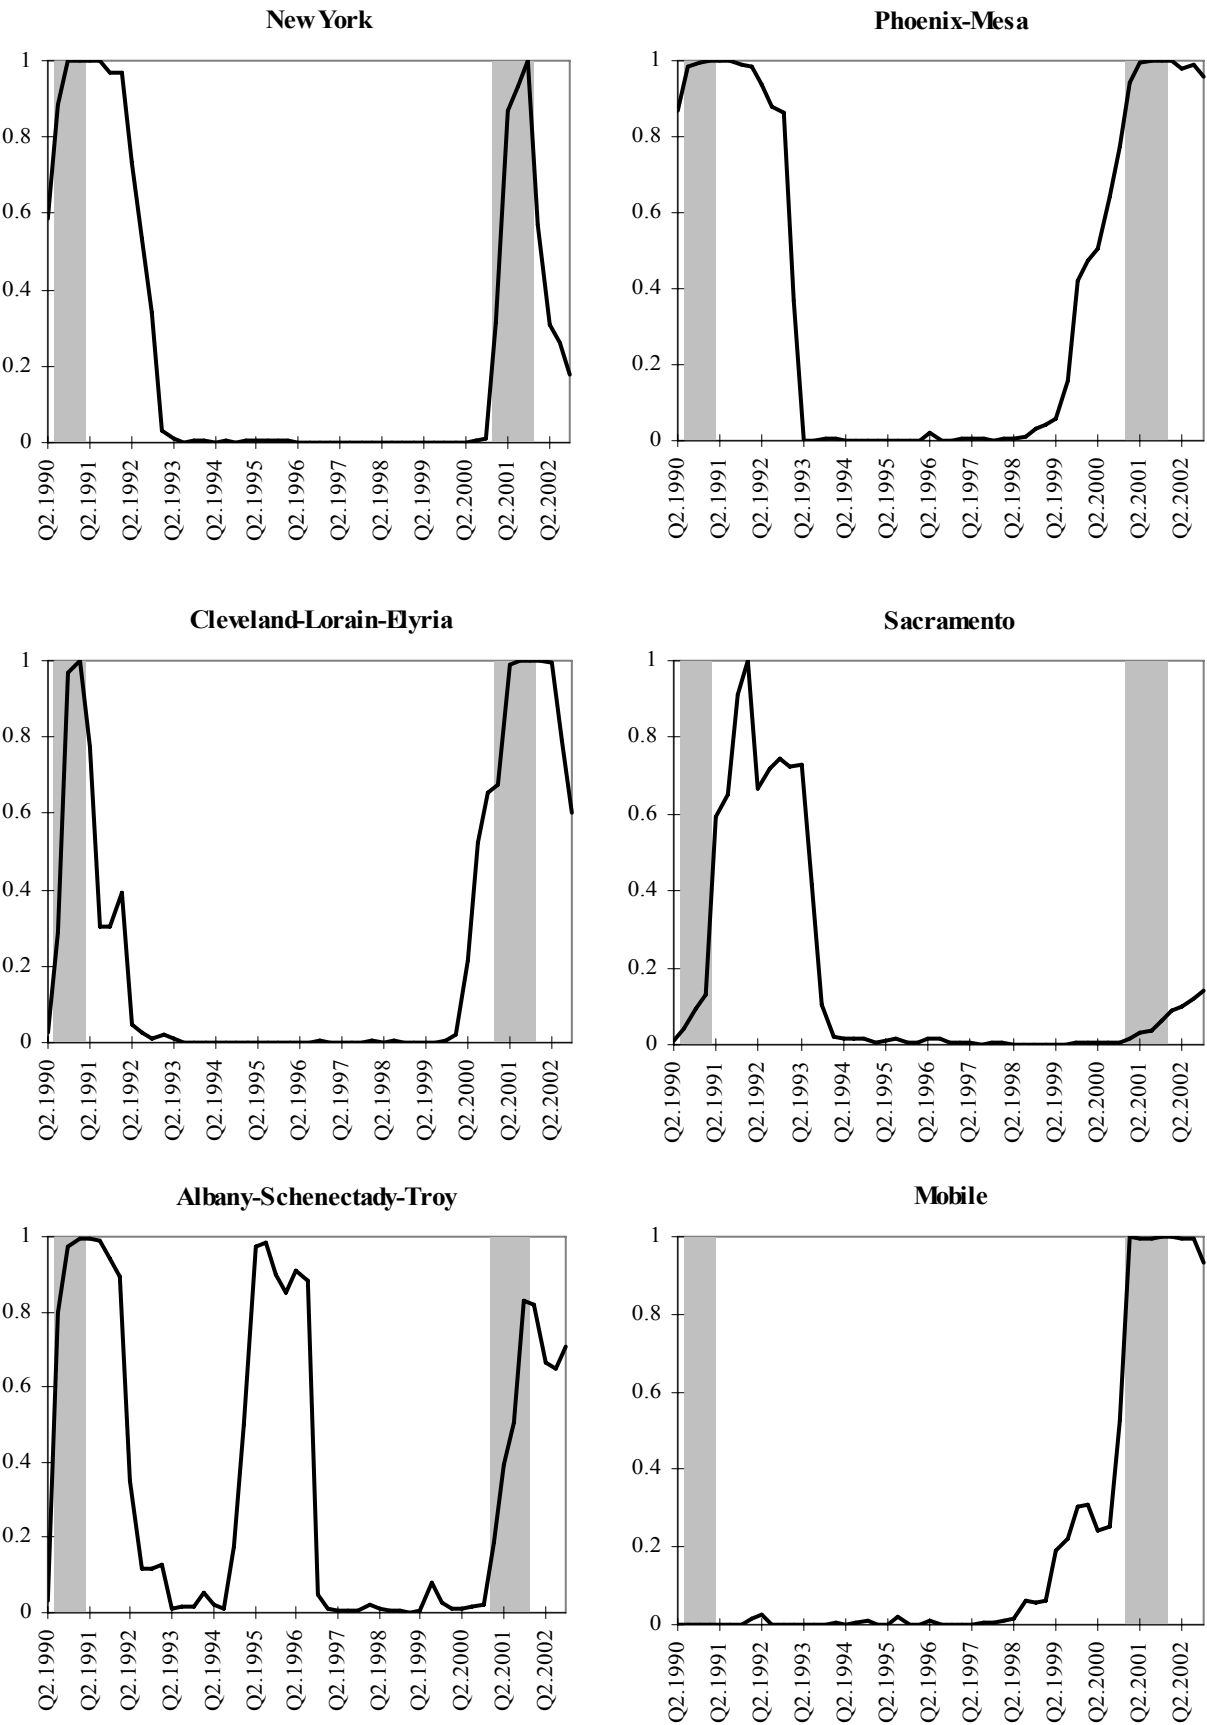 New York
1
0.8
0.6
0.4
0.2
0
Q2.1990
Q2.1991
Q2.1992
Q2.1993
Q2.1994
Q2.1995
Q2.1996
Q2.1997
Q2.1998
Q2.1999
Q2.2000
Q2.2001
Q2.2002
Phoenix-Mesa
1
0.8
0.6
0.4
0.2
0
Q2.1990
Q2.1991
Q2.1992
Q2.1993
Q2.1994
Q2.1995
Q2.1996
Q2.1997
Q2.1998
Q2.1999
Q2.2000
Q2.2001
Q2.2002
Cleveland-Lorain-Elyria
1
0.8
0.6
0.4
0.2
0
Q2.1990
Q2.1991
Q2.1992
Q2.1993
Q2.1994
Q2.1995
Q2.1996
Q2.1997
Q2.1998
Q2.1999
Q2.2000
Q2.2001
Q2.2002
Sacramento
1
0.8
0.6
0.4
0.2
0
Q2.1990
Q2.1991
Q2.1992
Q2.1993
Q2.1994
Q2.1995
Q2.1996
Q2.1997
Q2.1998
Q2.1999
Q2.2000
Q2.2001
Q2.2002
Albany-Schenectady-Troy
1
0.8
0.6
0.4
0.2
0
Q2.1990
Q2.1991
Q2.1992
Q2.1993
Q2.1994
Q2.1995
Q2.1996
Q2.1997
Q2.1998
Q2.1999
Q2.2000
Q2.2001
Q2.2002
Mobile
1
0.8
0.6
0.4
0.2
0
Q2.1990
Q2.1991
Q2.1992
Q2.1993
Q2.1994
Q2.1995
Q2.1996
Q2.1997
Q2.1998
Q2.1999
Q2.2000
Q2.2001
Q2.2002